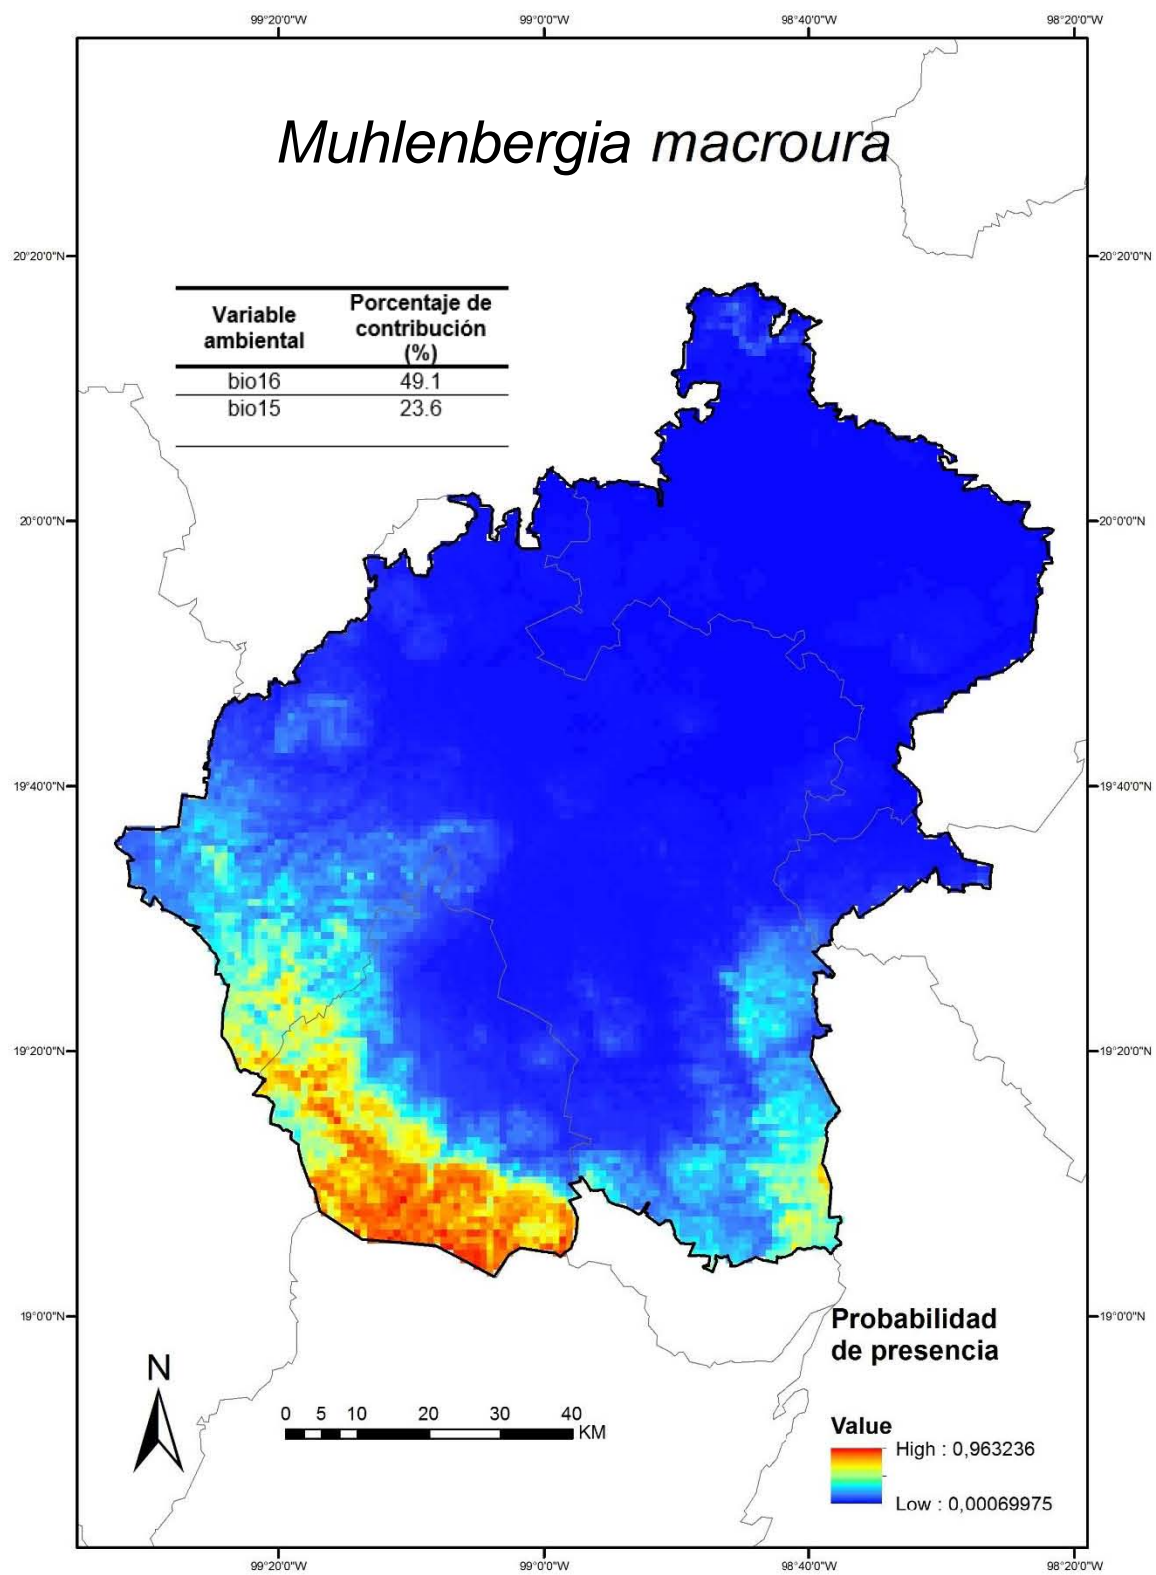 99°20'0"W 99°0'0"W 98°40'0"W 98°20'0"W
Muhlenbergia macroura
20°20'0"N 20°20'0"N
Variable ambiental Porcentaje de contribución (%)
bio16 49.1
bio15 23.6
20°0'0"N 20°0'0"N
19°40'0"N 19°40'0"N
19°20'0"N 19°20'0"N
19°0'0"N 19°0'0"N
Probabilidad
de presencia
N
0 5 10 20 30 40
KM
Value
High : 0,963236
Low : 0,00069975
99°20'0"W 99°0'0"W 98°40'0"W 98°20'0"W